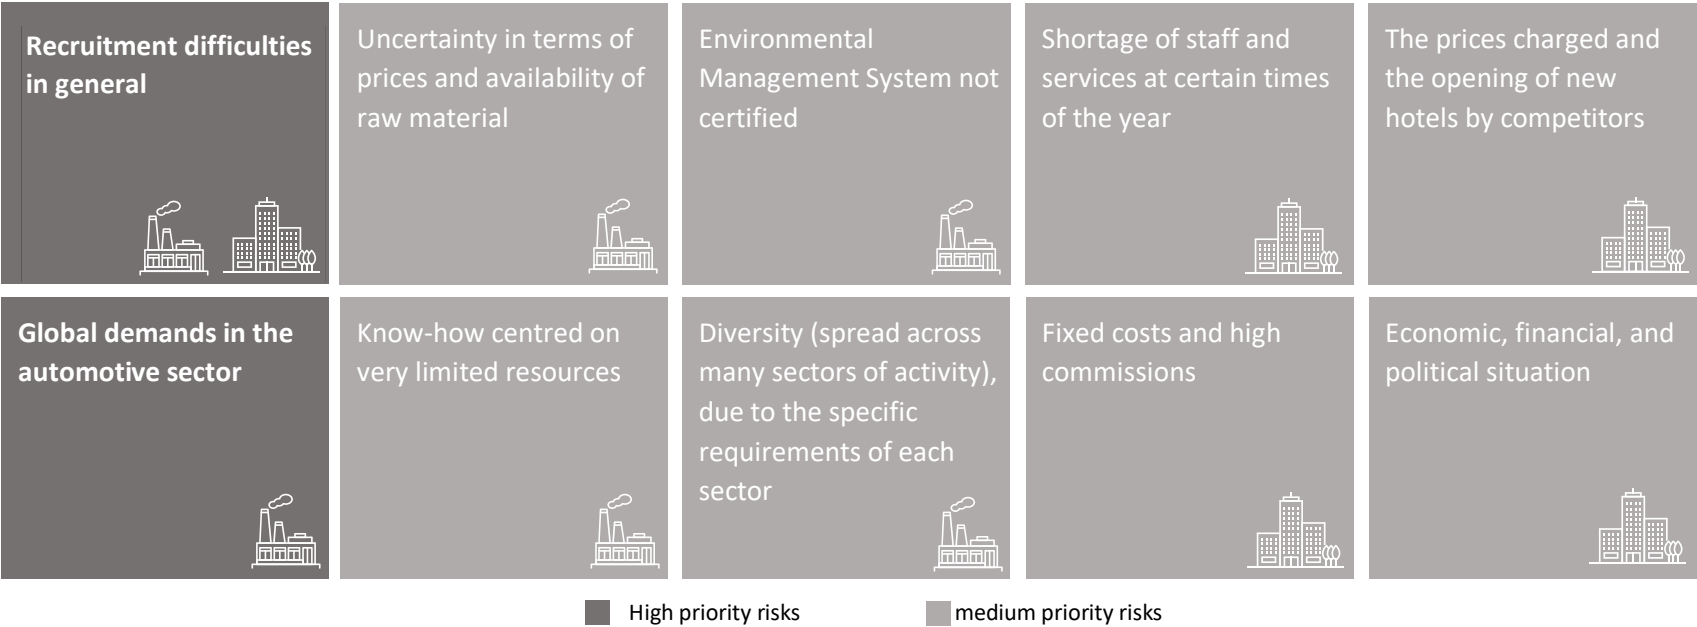 Recruitment difficulties
in general
Uncertainty in terms of
prices and availability of
raw material
Environmental
Management System not
certified
Shortage of staff and
services at certain times
of the year
The prices charged and
the opening of new
hotels by competitors
Global demands in the
automotive sector
Know-how centred on
very limited resources
Diversity (spread across
many sectors of activity),
due to the specific
requirements of each
sector
Fixed costs and high
commissions
Economic, financial, and
political situation
High priority risks
medium priority risks